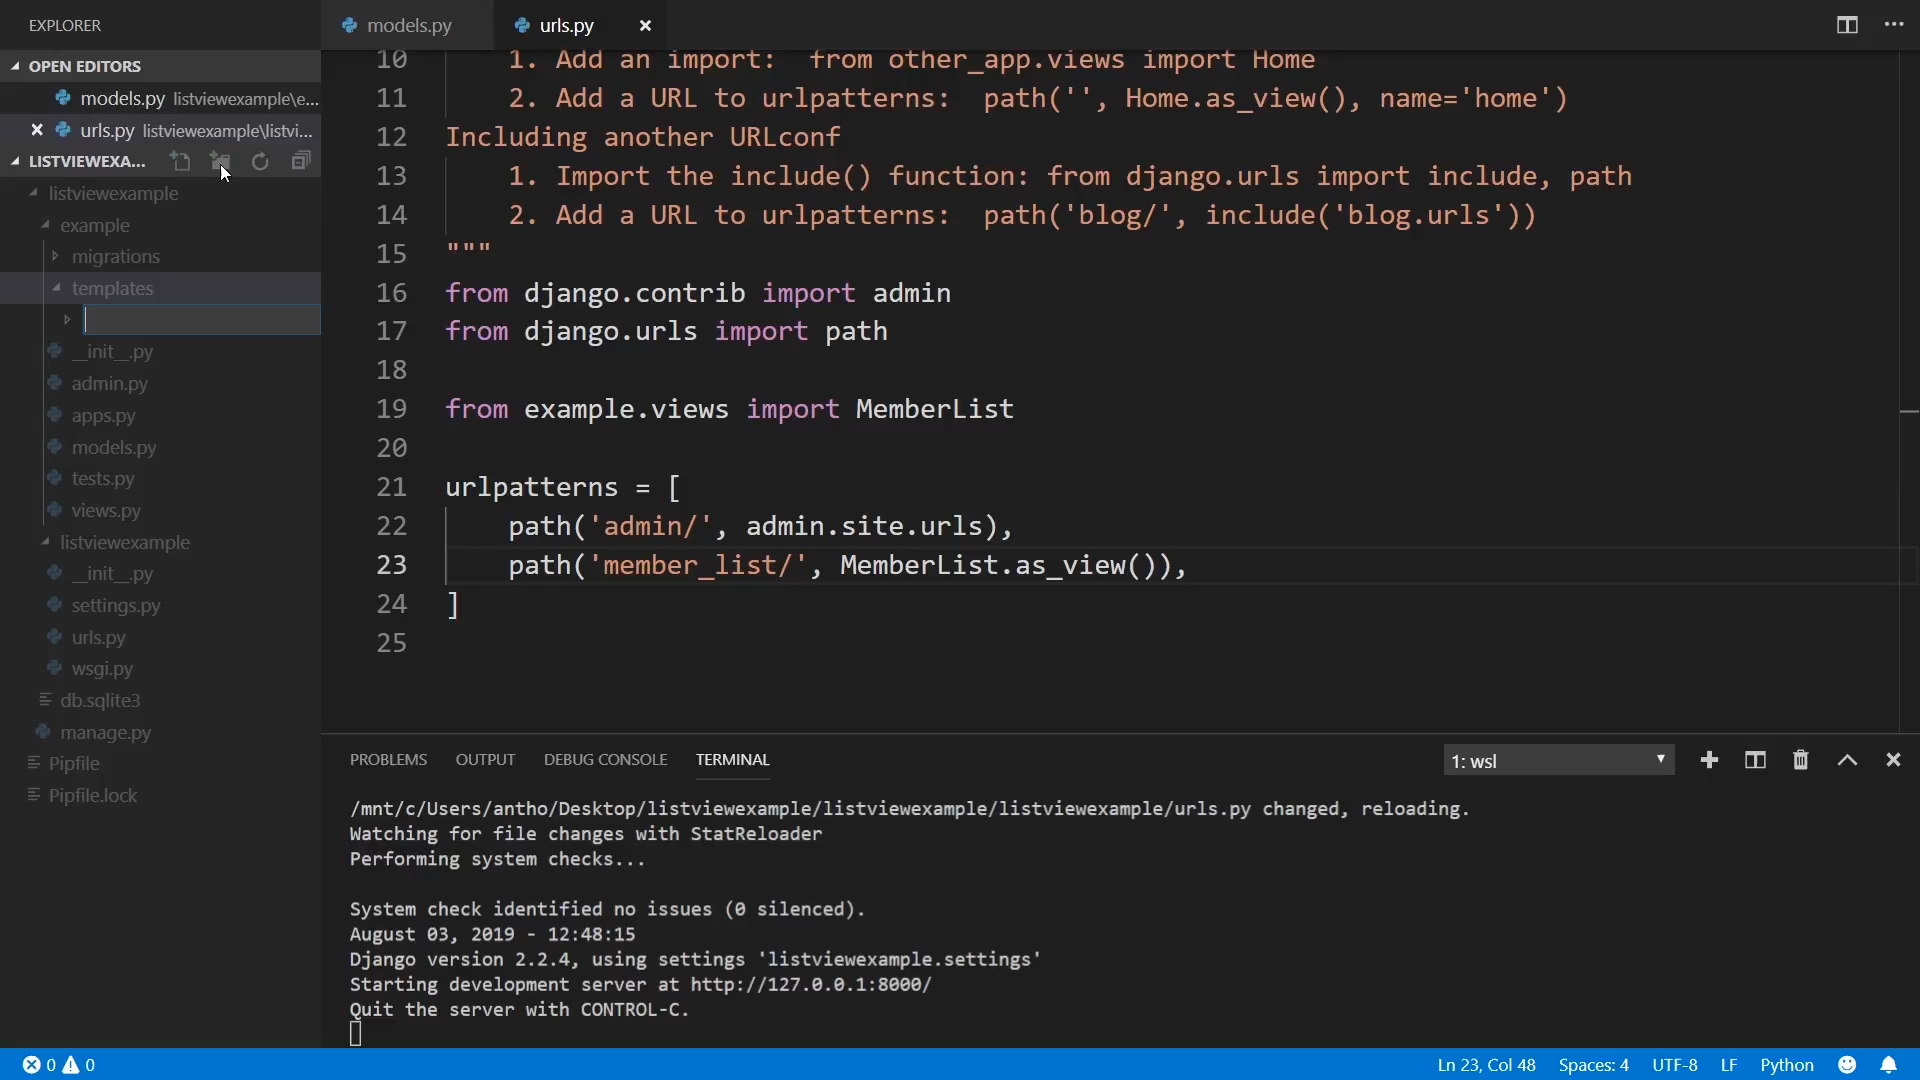 EXPLORER
OPEN EDITORS
models.py listviewexample\e...
urls.py listviewexample\listvi...
LISTVIEWEXA...
listviewexample
example
migrations
templates
__init__.py
admin.py
apps.py
models.py
tests.py
views.py
listviewexample
__init__.py
settings.py
urls.py
wsgi.py
db.sqlite3
manage.py
Pipfile
Pipfile.lock
models.py urls.py
10 1. Add an import:  from other_app.views import Home
11 2. Add a URL to urlpatterns:  path('', Home.as_view(), name='home')
12 Including another URLconf
13 1. Import the include() function: from django.urls import include, path
14 2. Add a URL to urlpatterns:  path('blog/', include('blog.urls'))
15 """
16 from django.contrib import admin
17 from django.urls import path
18
19 from example.views import MemberList
20
21 urlpatterns = [
22 path('admin/', admin.site.urls),
23 path('member_list/', MemberList.as_view()),
24 ]
25
PROBLEMS OUTPUT DEBUG CONSOLE TERMINAL 1: wsl
/mnt/c/Users/antho/Desktop/listviewexample/listviewexample/listviewexample/urls.py changed, reloading.
Watching for file changes with StatReloader
Performing system checks...
System check identified no issues (0 silenced).
August 03, 2019 - 12:48:15
Django version 2.2.4, using settings 'listviewexample.settings'
Starting development server at http://127.0.0.1:8000/
Quit the server with CONTROL-C.
0 0 Ln 23, Col 48 Spaces: 4 UTF-8 LF Python